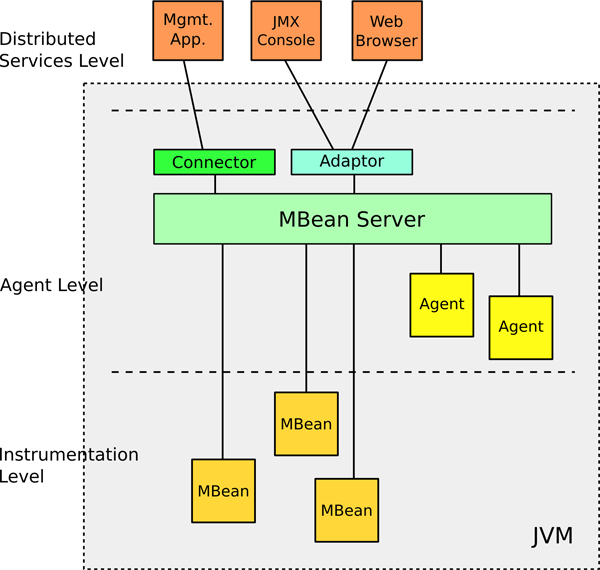 Distributed
Services Level
Mgmt.
App.
JMX
Console
Web
Browser
Connector
Adaptor
MBean Server
Agent Level
Agent
Agent
Instrumentation
Level
MBean
MBean
MBean
JVM